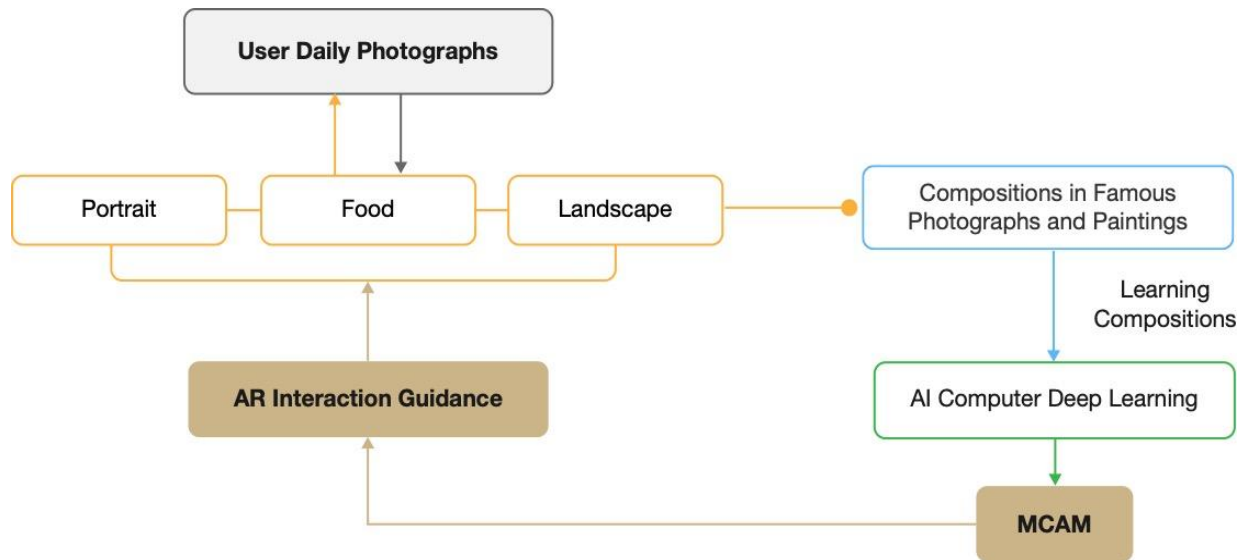 User Daily Photographs
Portrait
Food
Landscape
Compositions in Famous
Photographs and Paintings
Learning
Compositions
AR Interaction Guidance
AI Computer Deep Learning
MCAM